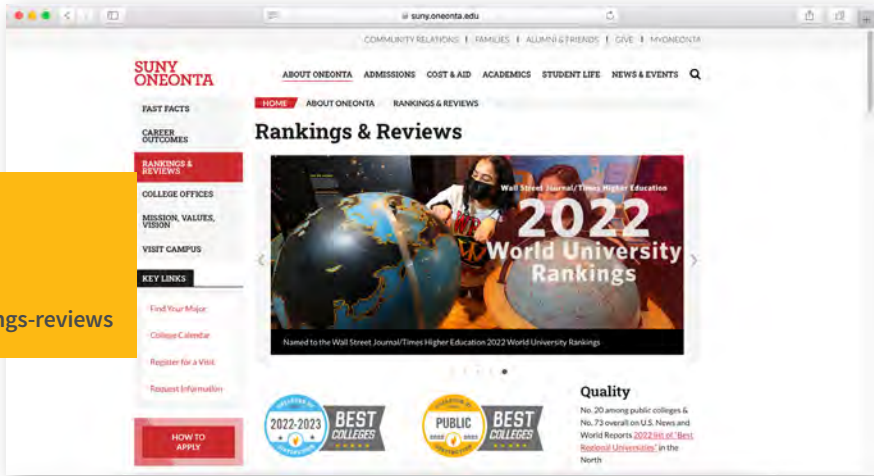 suny.oneonta.edu
COMMUNITY RELATIONS | FAMILIES | ALUMNI & FRIENDS | GIVE | MYONEONTA
SUNY
ONEONTA
ABOUT ONEONTA ADMISSIONS COST & AID ACADEMICS STUDENT LIFE NEWS & EVENTS
HOME ABOUT ONEONTA RANKINGS & REVIEWS
FAST FACTS
CAREER
OUTCOMES
RANKINGS &
REVIEWS
COLLEGE OFFICES
MISSION, VALUES,
VISION
VISIT CAMPUS
KEY LINKS
Find Your Major
College Calendar
Register for a Visit
Request Information
HOW TO
APPLY
ngs-reviews
Rankings & Reviews
Wall Street Journal/Times Higher Education
2022
World University
Rankings
Named to the Wall Street Journal/Times Higher Education 2022 World University Rankings
2022-2023
BEST
COLLEGES
PUBLIC
BEST
COLLEGES
Quality
No. 20 among public colleges &
No. 73 overall on U.S. News and
World Reports 2022 list of "Best
Regional Universities" in the
North